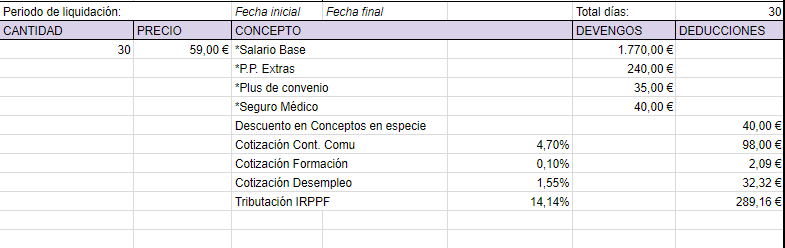 Periodo de liquidación: Fecha inicial Fecha final Total días: 30
CANTIDAD PRECIO CONCEPTO DEVENGOS DEDUCCIONES
30 59,00 € *Salario Base 1.770,00 €
*P.P. Extras 240,00 €
*Plus de convenio 35,00 €
*Seguro Médico 40,00 €
Descuento en Conceptos en especie 40,00 €
Cotización Cont. Comu 4,70% 98,00 €
Cotización Formación 0,10% 2,09 €
Cotización Desempleo 1,55% 32,32 €
Tributación IRPPF 14,14% 289,16 €